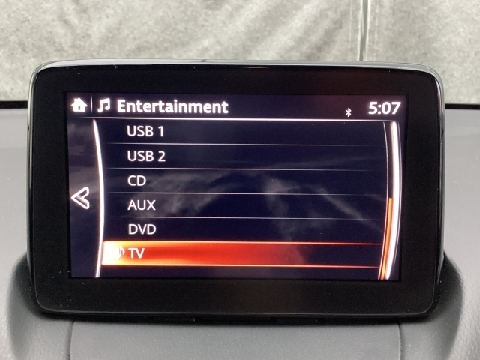 Entertainment 5:07
USB 1
USB 2
CD
AUX
DVD
TV